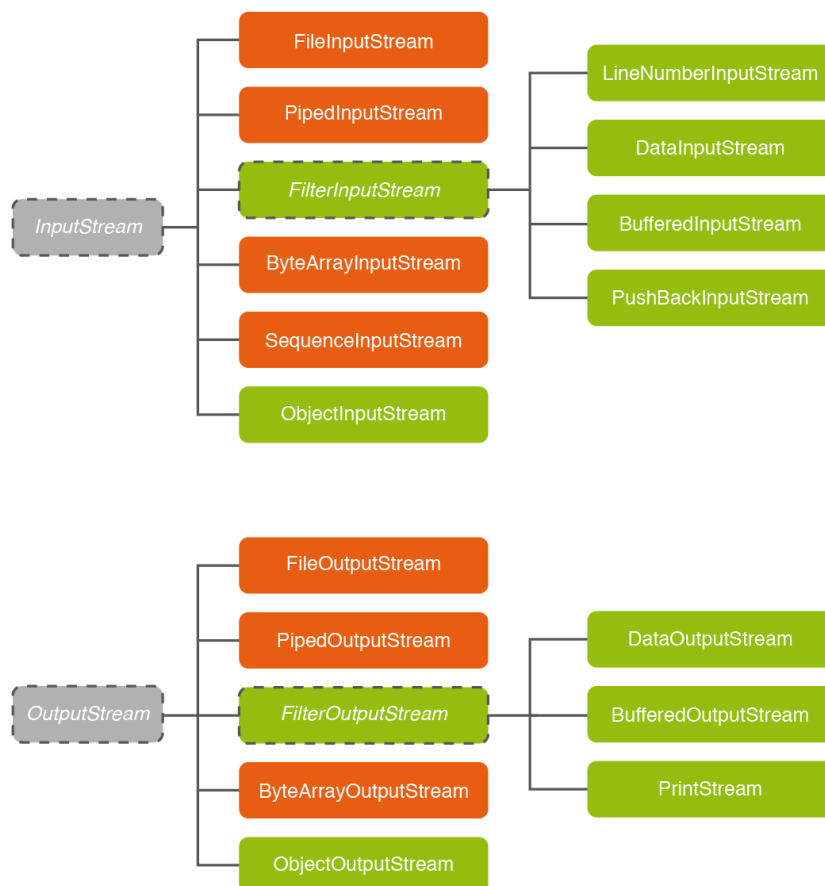 FileInputStream
LineNumberInputStream
PipedInputStream
DataInputStream
FilterInputStream
InputStream
BufferedInputStream
ByteArrayInputStream
PushBackInputStream
SequenceInputStream
ObjectInputStream
FileOutputStream
PipedOutputStream
DataOutputStream
OutputStream
FilterOutputStream
BufferedOutputStream
ByteArrayOutputStream
PrintStream
ObjectOutputStream